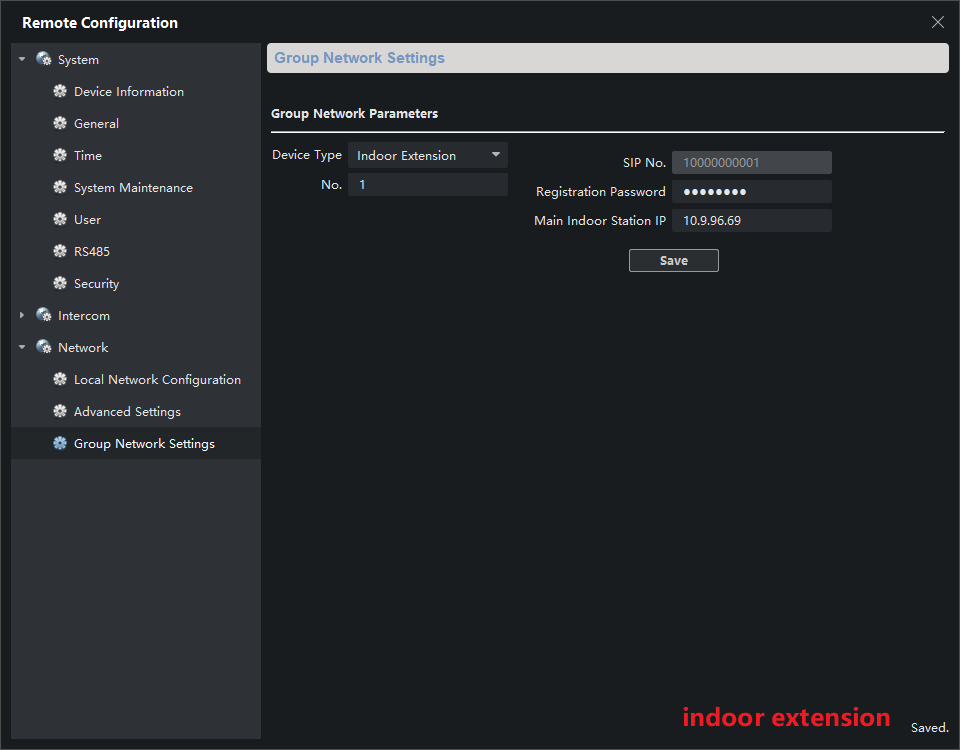 Remote Configuration
System
Device Information
General
Time
System Maintenance
User
RS485
Security
Intercom
Network
Local Network Configuration
Advanced Settings
Group Network Settings
Group Network Settings
Group Network Parameters
Device Type Indoor Extension
No. 1
SIP No. 10000000001
Registration Password ●●●●●●●●
Main Indoor Station IP 10.9.96.69
Save
indoor extension
Saved.